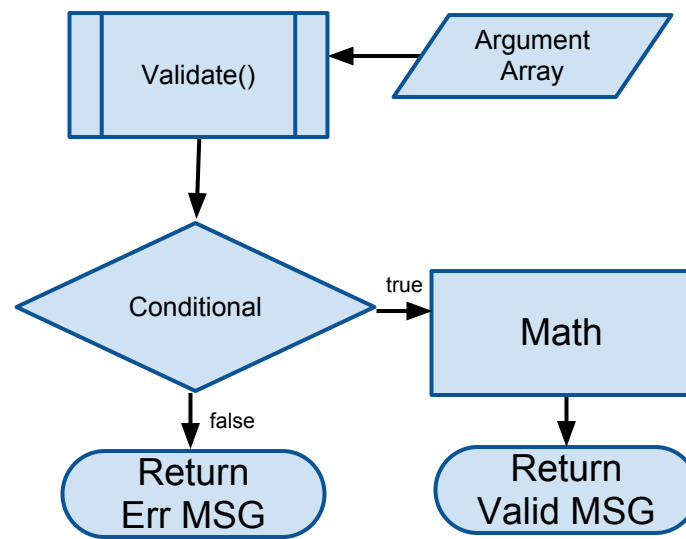 Validate()
Argument
Array
Conditional
true
Math
false
Return
Err MSG
Return
Valid MSG